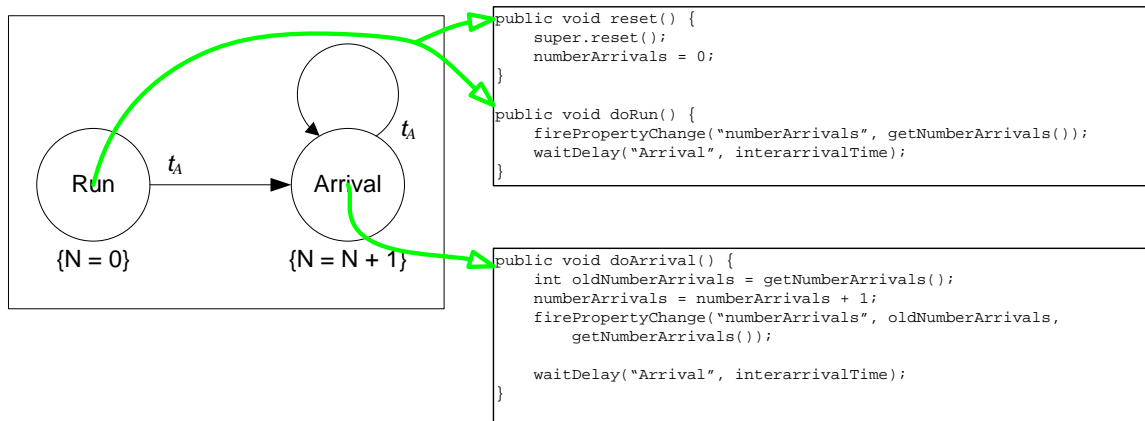 Run
t_A
Arrival
t_A
{N = 0}
{N = N + 1}
public void reset() {
    super.reset();
    numberArrivals = 0;
}
public void doRun() {
    firePropertyChange(“numberArrivals”, getNumberArrivals());
    waitDelay(“Arrival”, interarrivalTime);
}
public void doArrival() {
    int oldNumberArrivals = getNumberArrivals();
    numberArrivals = numberArrivals + 1;
    firePropertyChange(“numberArrivals”, oldNumberArrivals,
        getNumberArrivals());
    waitDelay(“Arrival”, interarrivalTime);
}